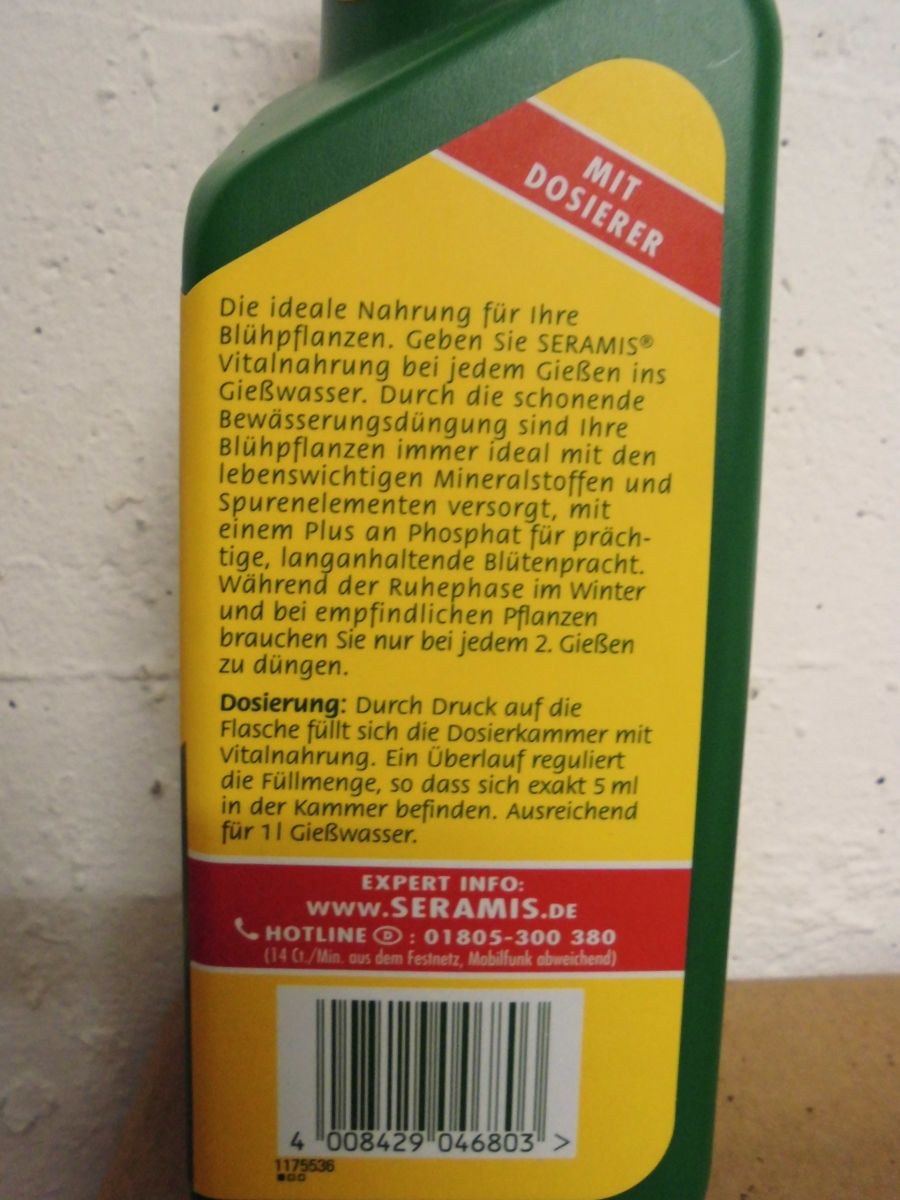 MIT
DOSIERER
Die ideale Nahrung für Ihre
Blühpflanzen. Geben Sie SERAMIS®
Vitalnahrung bei jedem Gießen ins
Gießwasser. Durch die schonende
Bewässerungsdüngung sind Ihre
Blühpflanzen immer ideal mit den
lebenswichtigen Mineralstoffen und
Spurenelementen versorgt, mit
einem Plus an Phosphat für präch-
tige, langanhaltende Blütenpracht.
Während der Ruhephase im Winter
und bei empfindlichen Pflanzen
brauchen Sie nur bei jedem 2. Gießen
zu düngen.
Dosierung: Durch Druck auf die
Flasche füllt sich die Dosierkammer mit
Vitalnahrung. Ein Überlauf reguliert
die Füllmenge, so dass sich exakt 5 ml
in der Kammer befinden. Ausreichend
für 1 l Gießwasser.
EXPERT INFO:
WWW.SERAMIS.DE
HOTLINE D : 01805-300 380
(14 Ct./Min. aus dem Festnetz, Mobilfunk abweichend)
4 008429 046803 >
1175536